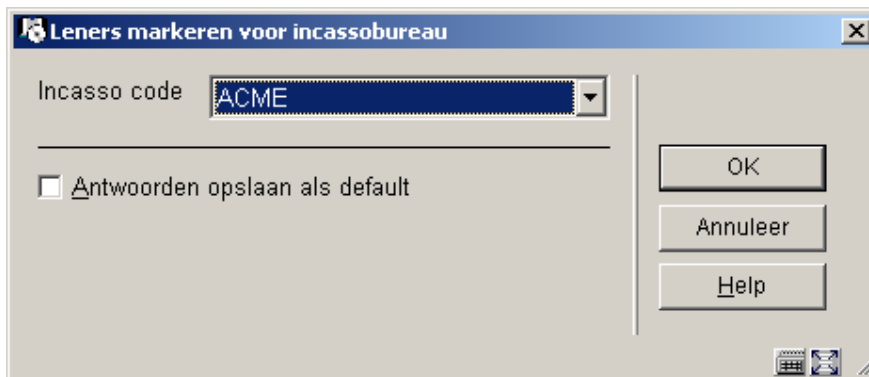 Leners markeren voor incassobureau
Incasso code ACME
Antwoorden opslaan als default
OK
Annuleer
Help